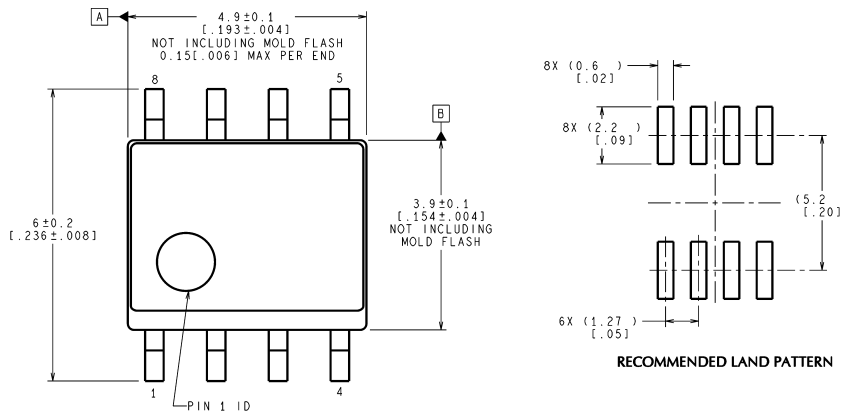 A
4.9±0.1
[.193±.004]
NOT INCLUDING MOLD FLASH
0.15[.006] MAX PER END
8
5
B
6±0.2
[.236±.008]
3.9±0.1
[.154±.004]
NOT INCLUDING
MOLD FLASH
1
4
PIN 1 ID
8X (0.6 )
[.02]
8X (2.2 )
[.09]
(5.2
[.20]
6X (1.27 )
[.05]
RECOMMENDED LAND PATTERN